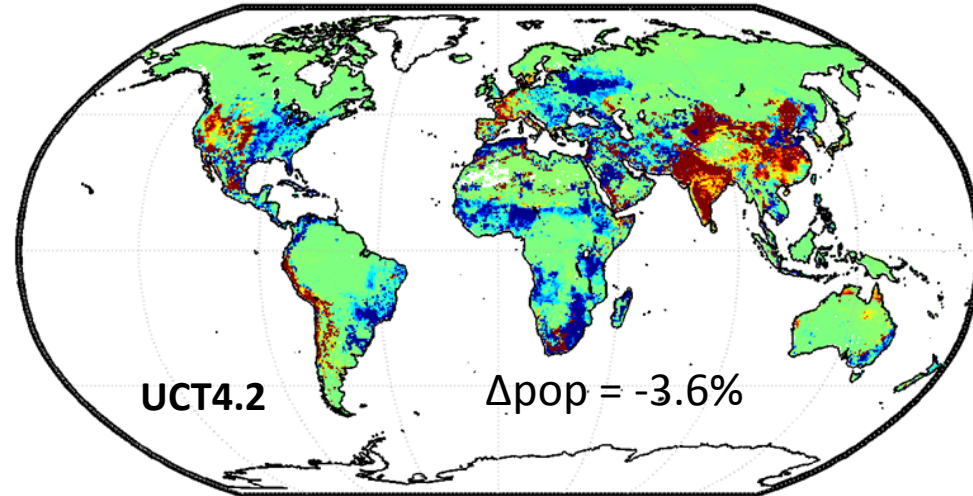 UCT4.2
Δpop = -3.6%